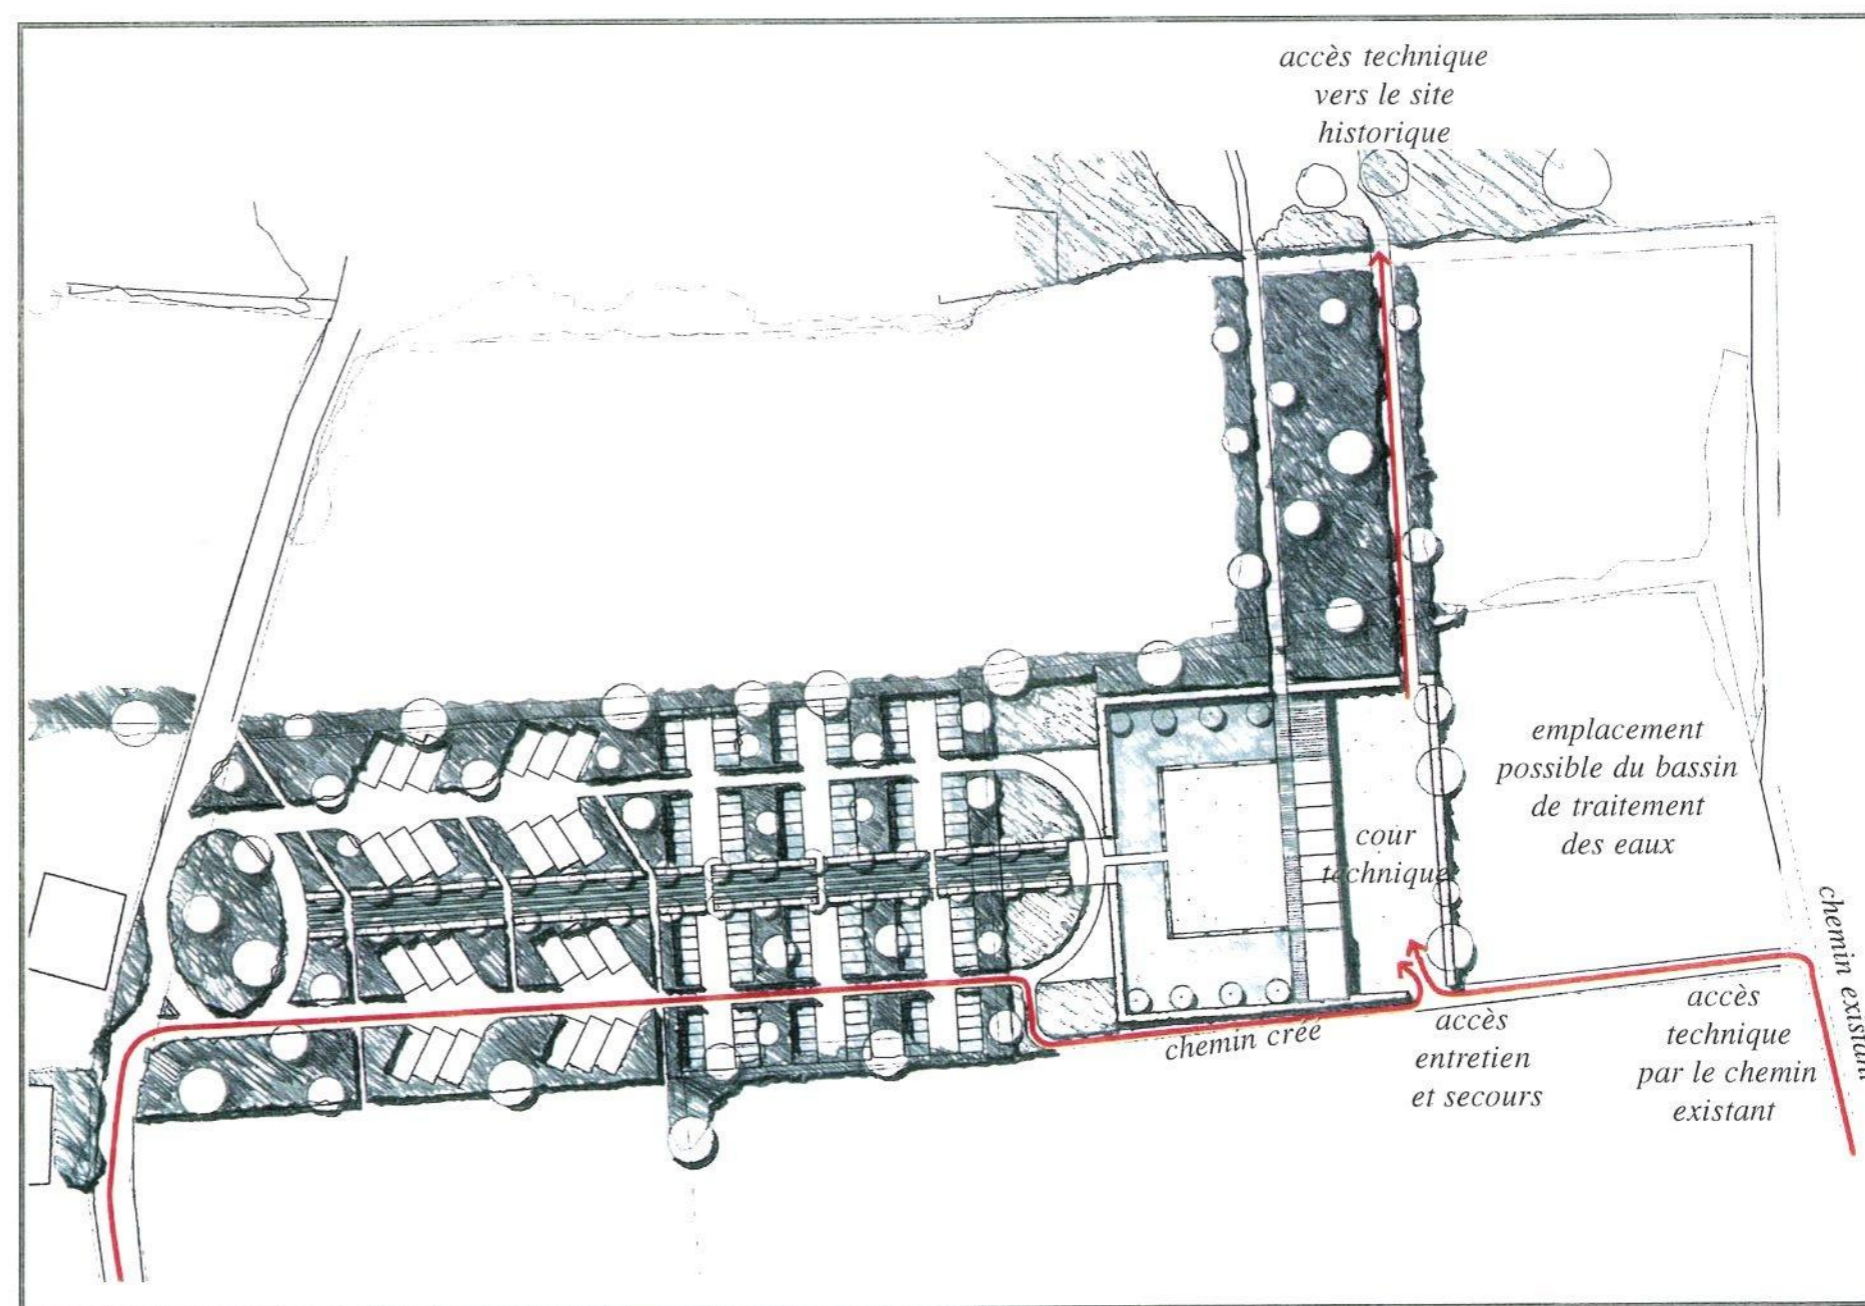 accès technique
vers le site
historique
emplacement
possible du bassin
de traitement
des eaux
cour
technique
chemin existant
chemin créé
accès
entretien
et secours
accès
technique
par le chemin
existant